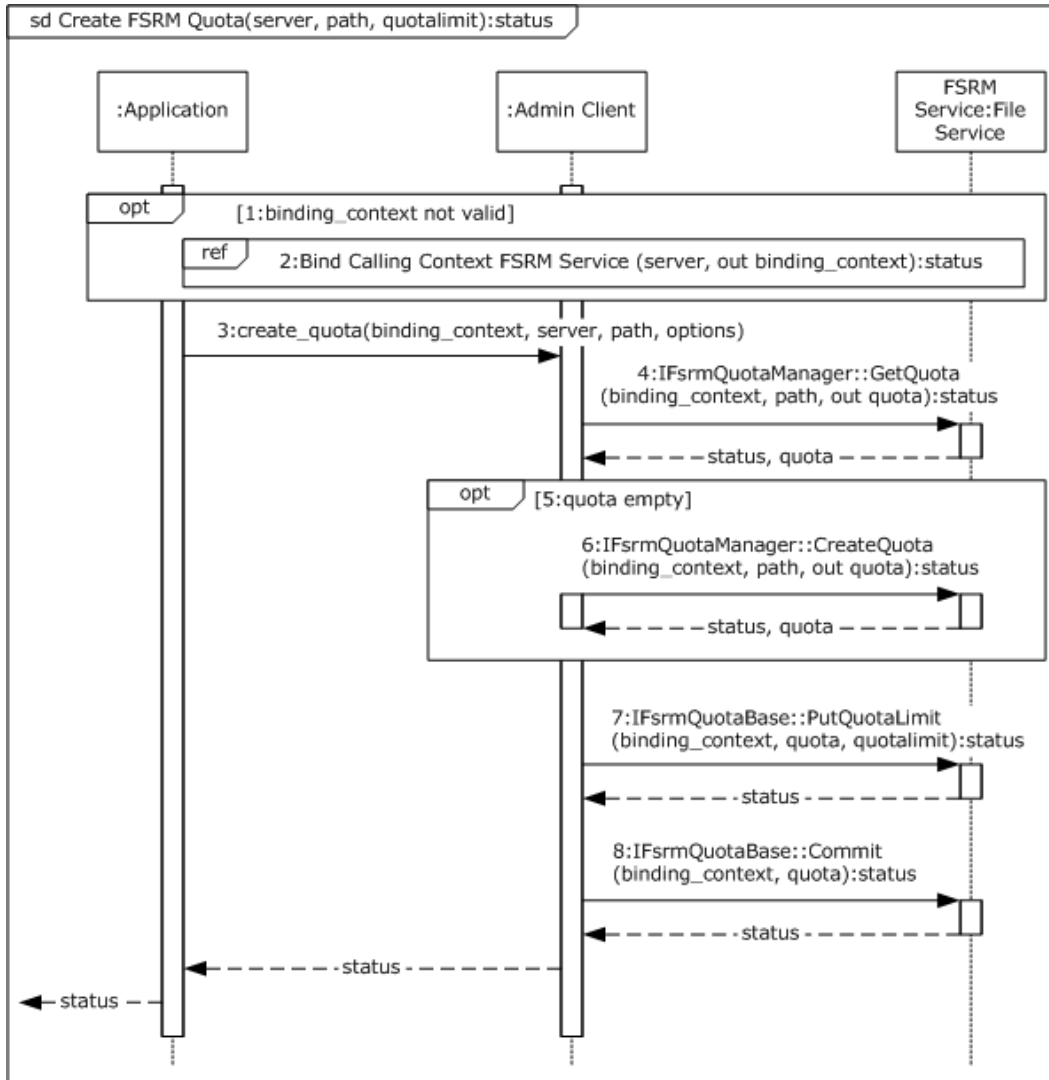 sd Create FSRM Quota(server, path, quotalimit):status
:Application
:Admin Client
FSRM
Service:File
Service
opt
[1:binding_context not valid]
ref
2:Bind Calling Context FSRM Service (server, out binding_context):status
3:create_quota(binding_context, server, path, options)
4:IFsrmQuotaManager::GetQuota
(binding_context, path, out quota):status
status, quota
opt
[5:quota empty]
6:IFsrmQuotaManager::CreateQuota
(binding_context, path, out quota):status
status, quota
7:IFsrmQuotaBase::PutQuotaLimit
(binding_context, quota, quotalimit):status
status
8:IFsrmQuotaBase::Commit
(binding_context, quota):status
status
status
status